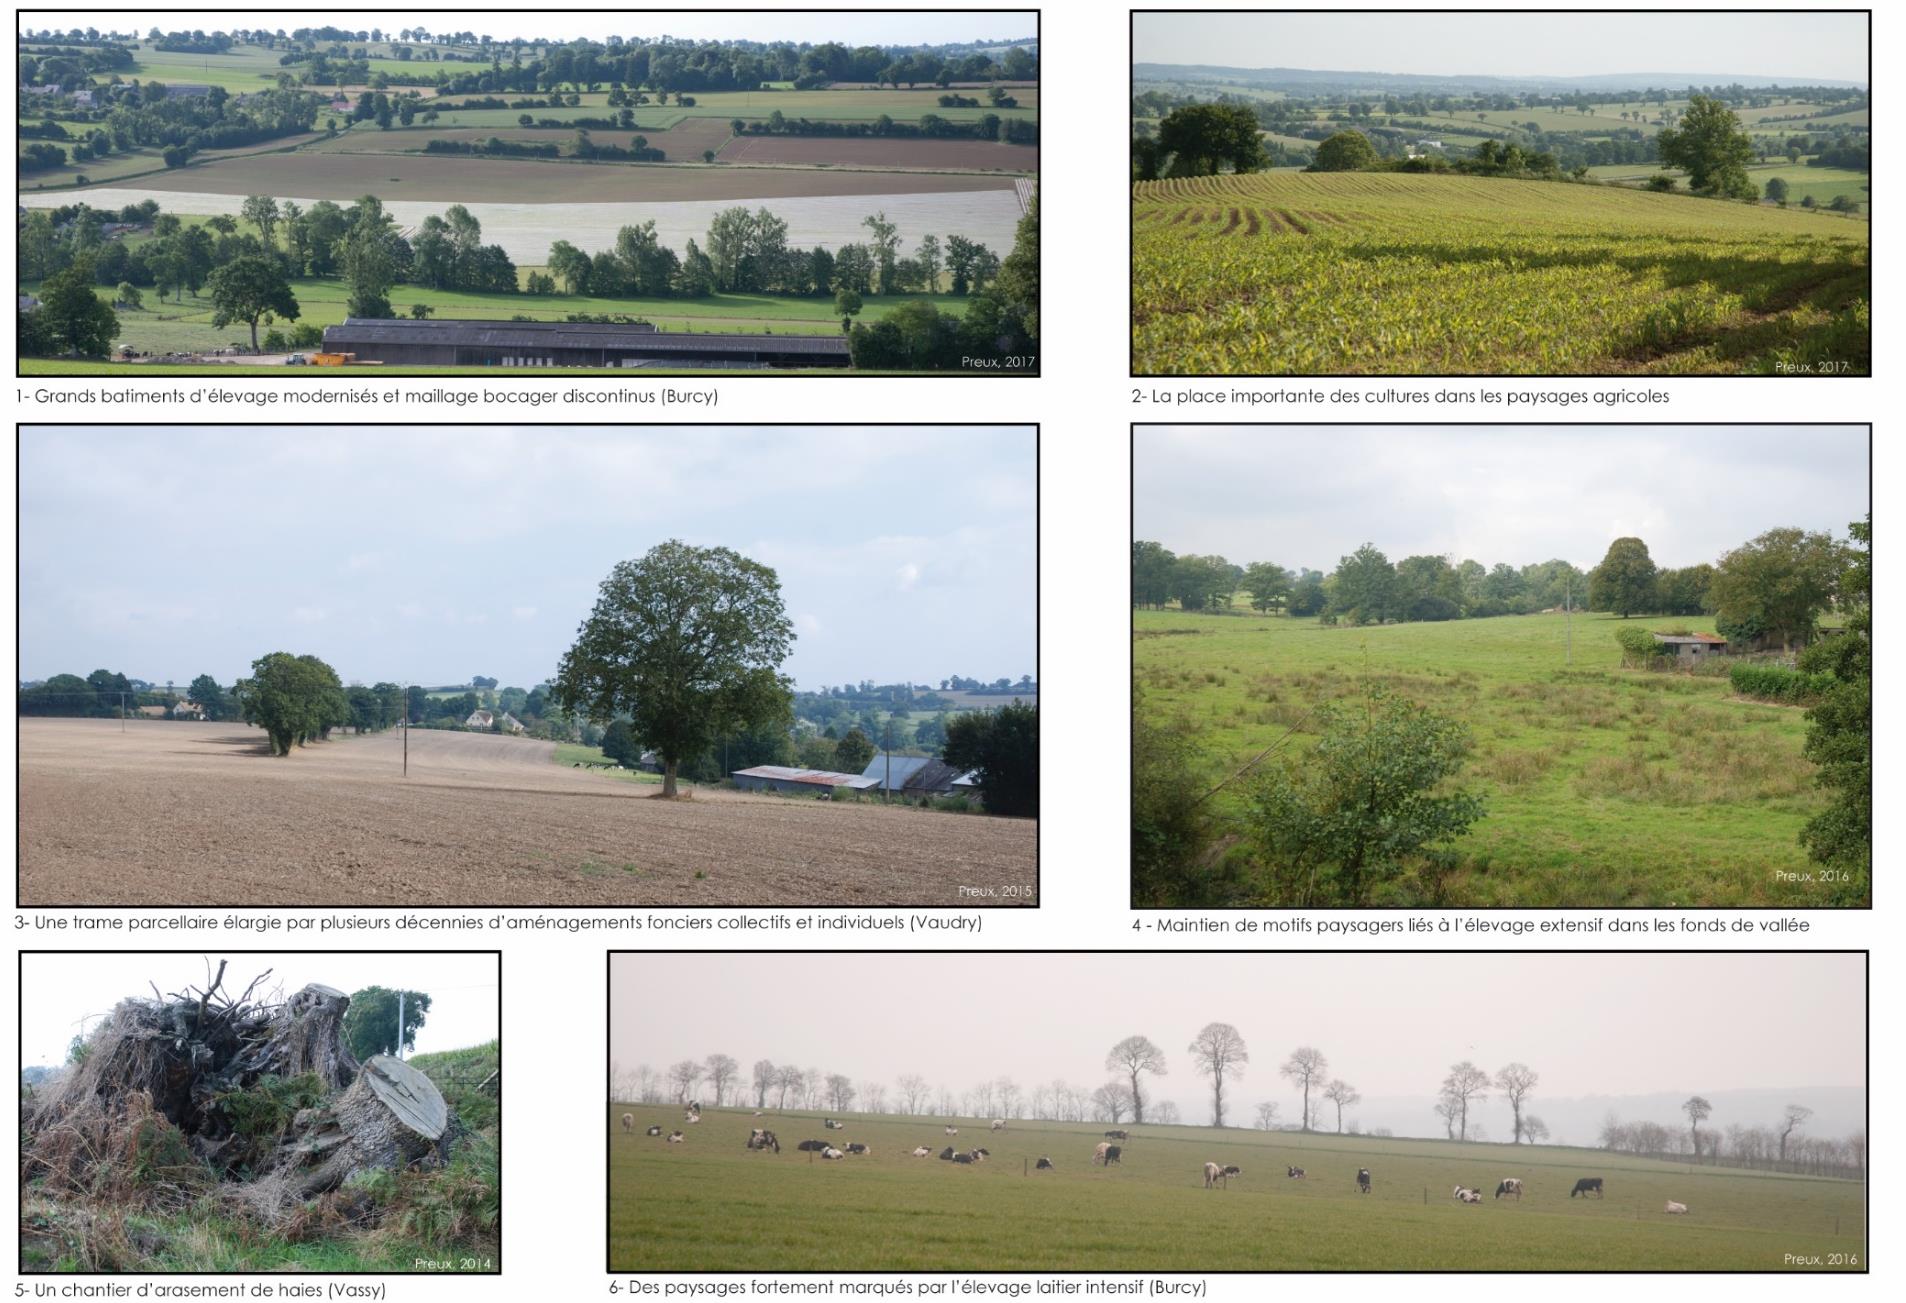 Preux, 2017
Preux, 2017
1- Grands batiments d'élevage modernisés et maillage bocager discontinus (Burcy)
2- La place importante des cultures dans les paysages agricoles
Preux, 2015
Preux, 2016
3- Une trame parcellaire élargie par plusieurs décennies d'aménagements fonciers collectifs et individuels (Vaudry)
4 - Maintien de motifs paysagers liés à l'élevage extensif dans les fonds de vallée
Preux, 2014
Preux, 2016
5- Un chantier d'arasement de haies (Vassy)
6- Des paysages fortement marqués par l'élevage laitier intensif (Burcy)